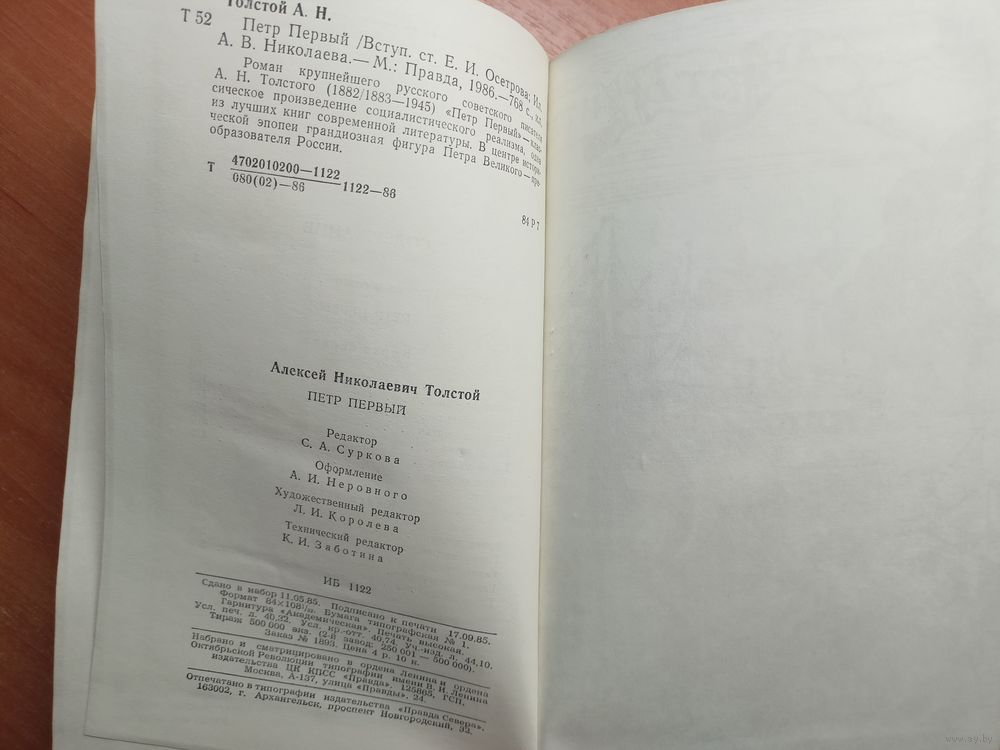 Толстой А. Н.
Т 52
Петр Первый /Вступ. ст. Е. И. Осетрова; Ил.
А. В. Николаева.— М.: Правда, 1986.—768 с., ил.
Роман крупнейшего русского советского писателя
А. Н. Толстого (1882/1883—1945) «Петр Первый»—клас-
сическое произведение социалистического реализма, одна
из лучших книг современной литературы. В центре истори-
ческой эпопеи грандиозная фигура Петра Великого—пре-
образователя России.
Т 4702010200—1122
080(02)—86
1122—86
84 Р 7
Алексей Николаевич Толстой
ПЕТР ПЕРВЫЙ
Редактор
С. А. Суркова
Оформление
А. И. Неровного
Художественный редактор
Л. И. Королева
Технический редактор
К. И. Заботина
ИБ 1122
Сдано в набор 11.05.85. Подписано к печати 17.09.85.
Формат 84×108¹/₃₂. Бумага типографская № 1.
Гарнитура «Академическая». Печать высокая.
Усл. печ. л. 40,32. Усл. кр.-отт. 40,74. Уч.-изд. л. 44,10.
Тираж 500 000 экз. (2-й завод: 250 001 — 500 000).
Заказ № 1893. Цена 4 р. 10 к.
Набрано и сматрицировано в ордена Ленина и ордена
Октябрьской Революции типографии имени В. И. Ленина
издательства ЦК КПСС «Правда». 125865, ГСП,
Москва, А-137, улица «Правды», 24.
Отпечатано в типографии издательства «Правда Севера».
163002, г. Архангельск, проспект Новгородский, 32.
www.ay.by